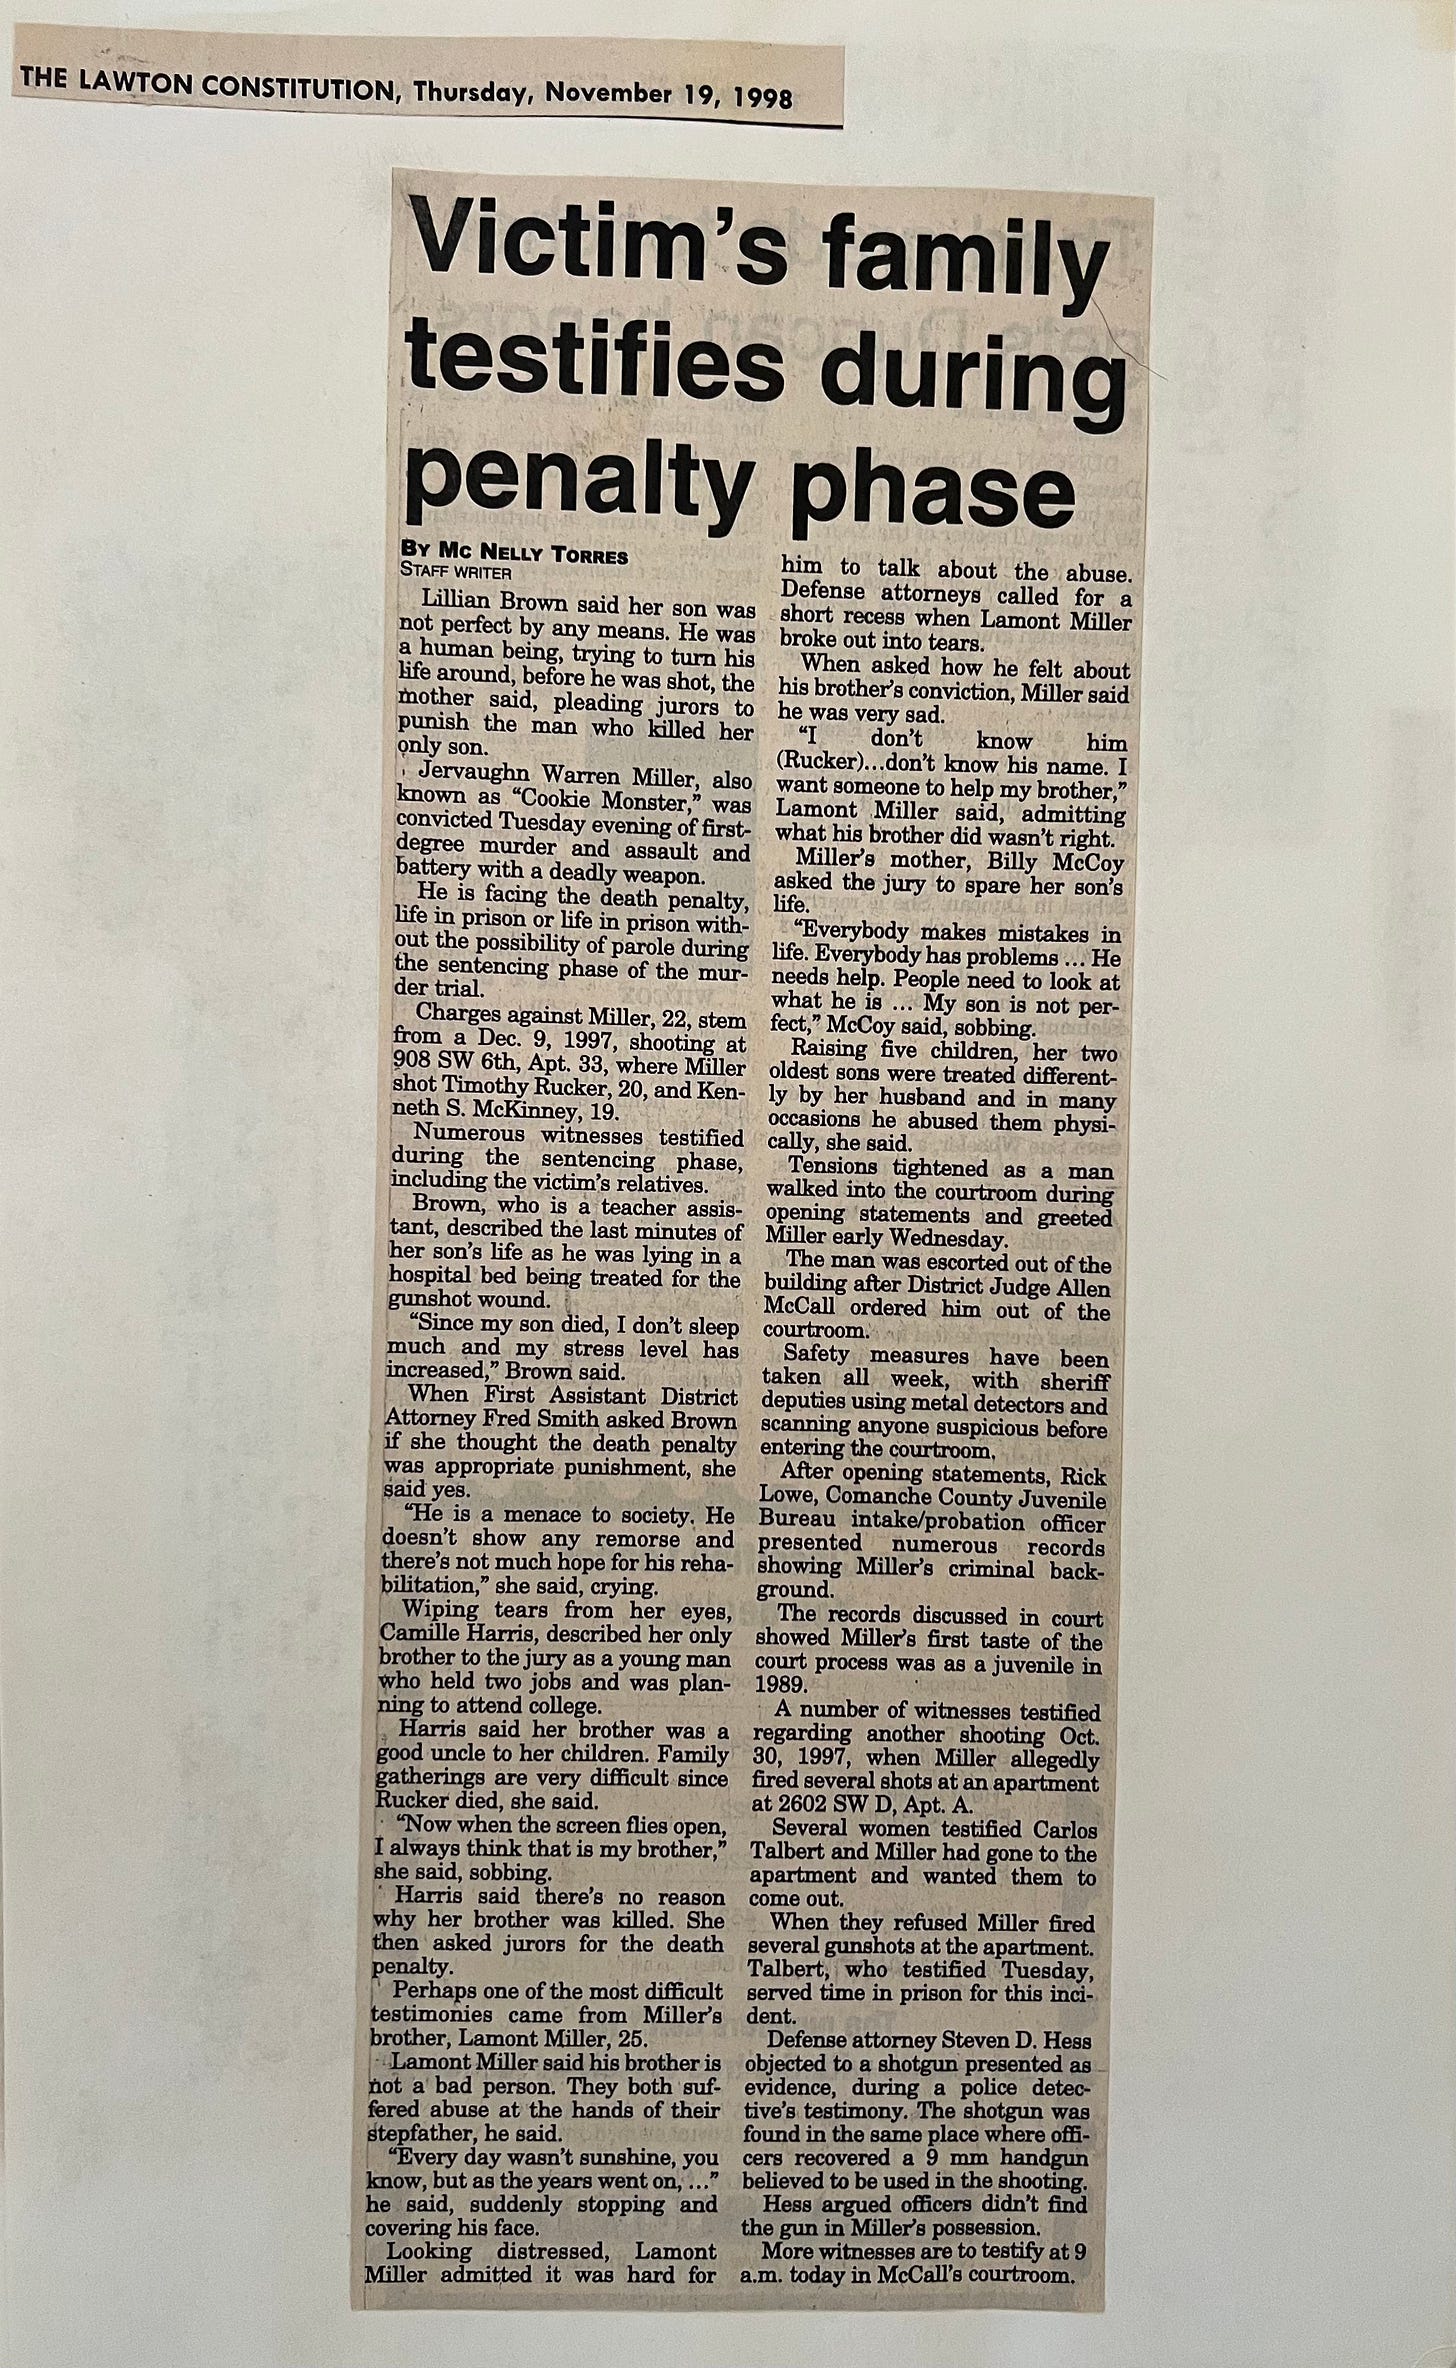 THE LAWTON CONSTITUTION, Thursday, November 19, 1998
Victim's family
testifies during
penalty phase
BY MC NELLY TORRES
STAFF WRITER
Lillian Brown said her son was
not perfect by any means. He was
a human being, trying to turn his
life around, before he was shot, the
mother said, pleading jurors to
punish the man who killed her
only son.
Jervaughn Warren Miller, also
known as “Cookie Monster,” was
convicted Tuesday evening of first-
degree murder and assault and
battery with a deadly weapon.
He is facing the death penalty,
life in prison or life in prison with-
out the possibility of parole during
the sentencing phase of the mur-
der trial.
Charges against Miller, 22, stem
from a Dec. 9, 1997, shooting at
908 SW 6th, Apt. 33, where Miller
shot Timothy Rucker, 20, and Ken-
neth S. McKinney, 19.
Numerous witnesses testified
during the sentencing phase,
including the victim's relatives.
Brown, who is a teacher assis-
tant, described the last minutes of
her son's life as he was lying in a
hospital bed being treated for the
gunshot wound.
“Since my son died, I don't sleep
much and my stress level has
increased,” Brown said.
When First Assistant District
Attorney Fred Smith asked Brown
if she thought the death penalty
was appropriate punishment, she
said yes.
“He is a menace to society. He
doesn't show any remorse and
there's not much hope for his reha-
bilitation,” she said, crying.
Wiping tears from her eyes,
Camille Harris, described her only
brother to the jury as a young man
who held two jobs and was plan-
ning to attend college.
Harris said her brother was a
good uncle to her children. Family
gatherings are very difficult since
Rucker died, she said.
“Now when the screen flies open,
I always think that is my brother,”
she said, sobbing.
Harris said there's no reason
why her brother was killed. She
then asked jurors for the death
penalty.
Perhaps one of the most difficult
testimonies came from Miller's
brother, Lamont Miller, 25.
Lamont Miller said his brother is
not a bad person. They both suf-
fered abuse at the hands of their
stepfather, he said.
“Every day wasn't sunshine, you
know, but as the years went on, ...”
he said, suddenly stopping and
covering his face.
Looking distressed, Lamont
Miller admitted it was hard for
him to talk about the abuse.
Defense attorneys called for a
short recess when Lamont Miller
broke out into tears.
When asked how he felt about
his brother's conviction, Miller said
he was very sad.
“I don't know him
(Rucker)...don't know his name. I
want someone to help my brother,”
Lamont Miller said, admitting
what his brother did wasn't right.
Miller's mother, Billy McCoy
asked the jury to spare her son's
life.
“Everybody makes mistakes in
life. Everybody has problems ... He
needs help. People need to look at
what he is ... My son is not per-
fect,” McCoy said, sobbing.
Raising five children, her two
oldest sons were treated different-
ly by her husband and in many
occasions he abused them physi-
cally, she said.
Tensions tightened as a man
walked into the courtroom during
opening statements and greeted
Miller early Wednesday.
The man was escorted out of the
building after District Judge Allen
McCall ordered him out of the
courtroom.
Safety measures have been
taken all week, with sheriff
deputies using metal detectors and
scanning anyone suspicious before
entering the courtroom.
After opening statements, Rick
Lowe, Comanche County Juvenile
Bureau intake/probation officer
presented numerous records
showing Miller's criminal back-
ground.
The records discussed in court
showed Miller's first taste of the
court process was as a juvenile in
1989.
A number of witnesses testified
regarding another shooting Oct.
30, 1997, when Miller allegedly
fired several shots at an apartment
at 2602 SW D, Apt. A.
Several women testified Carlos
Talbert and Miller had gone to the
apartment and wanted them to
come out.
When they refused Miller fired
several gunshots at the apartment.
Talbert, who testified Tuesday,
served time in prison for this inci-
dent.
Defense attorney Steven D. Hess
objected to a shotgun presented as
evidence, during a police detec-
tive's testimony. The shotgun was
found in the same place where offi-
cers recovered a 9 mm handgun
believed to be used in the shooting.
Hess argued officers didn't find
the gun in Miller's possession.
More witnesses are to testify at 9
a.m. today in McCall's courtroom.